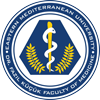 EASTERN MEDITERRANEAN UNIVERSITY
DR. FAZIL KÜÇÜK FACULTY OF MEDICINE